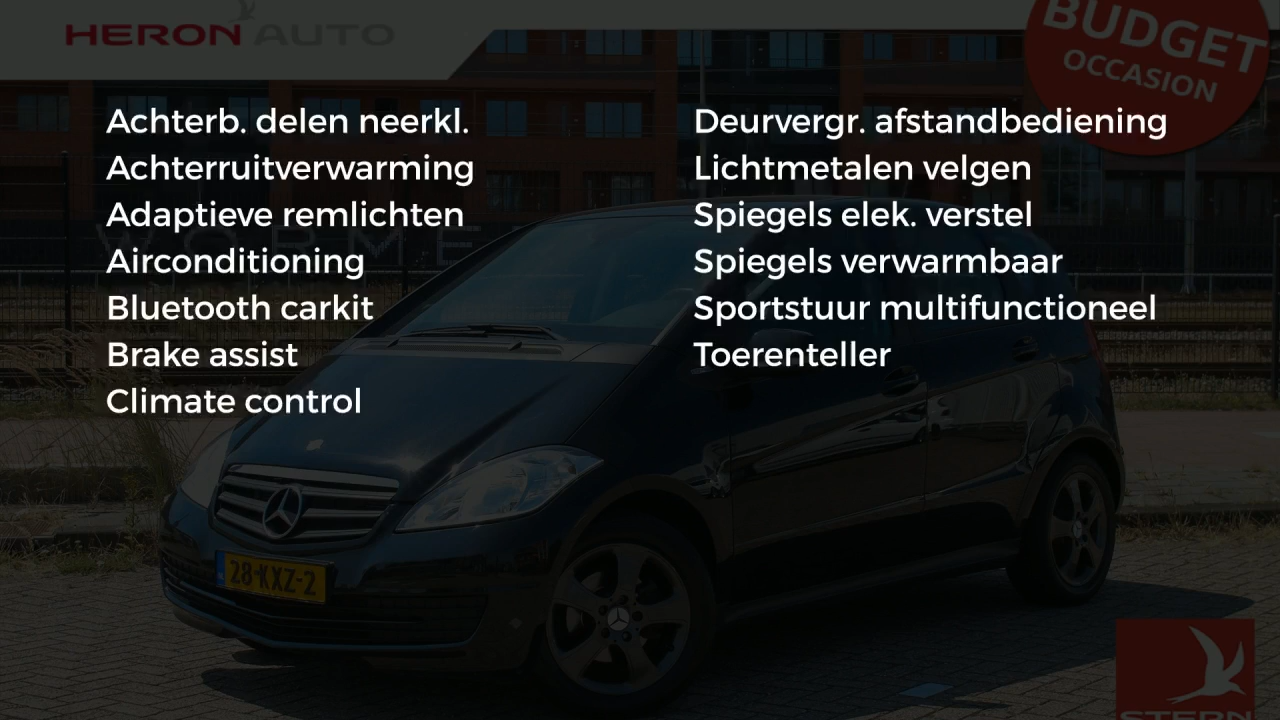 HERON AUTO
BUDGET
OCCASION
Achterb. delen neerkl.
Achterruitverwarming
Adaptieve remlichten
Airconditioning
Bluetooth carkit
Brake assist
Climate control
Deurvergr. afstandbediening
Lichtmetalen velgen
Spiegels elek. verstel
Spiegels verwarmbaar
Sportstuur multifunctioneel
Toerenteller
28-KXZ-2
STERN